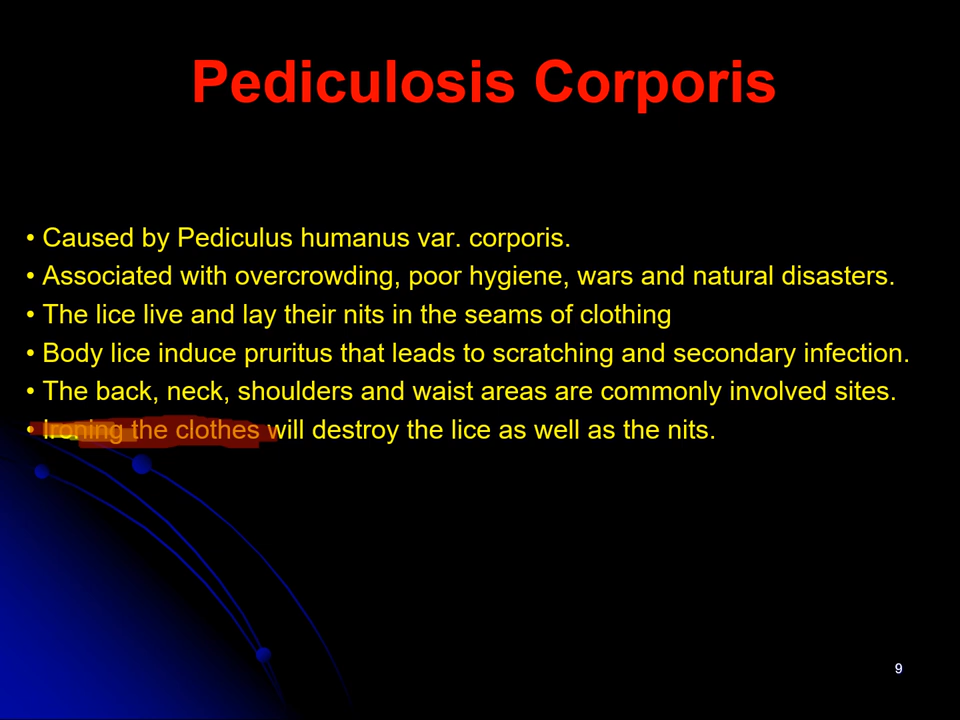 Pediculosis Corporis
• Caused by Pediculus humanus var. corporis.
• Associated with overcrowding, poor hygiene, wars and natural disasters.
• The lice live and lay their nits in the seams of clothing
• Body lice induce pruritus that leads to scratching and secondary infection.
• The back, neck, shoulders and waist areas are commonly involved sites.
• Ironing the clothes will destroy the lice as well as the nits.
9